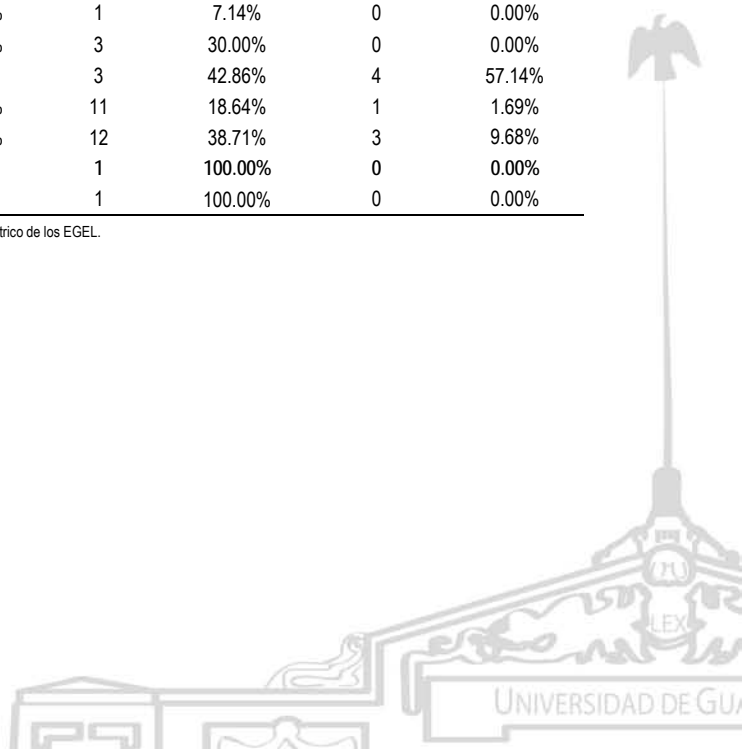 % 1 7.14% 0 0.00%
% 3 30.00% 0 0.00%
3 42.86% 4 57.14%
% 11 18.64% 1 1.69%
% 12 38.71% 3 9.68%
1 100.00% 0 0.00%
1 100.00% 0 0.00%
trico de los EGEL.
LEX
UNIVERSIDAD DE GUA